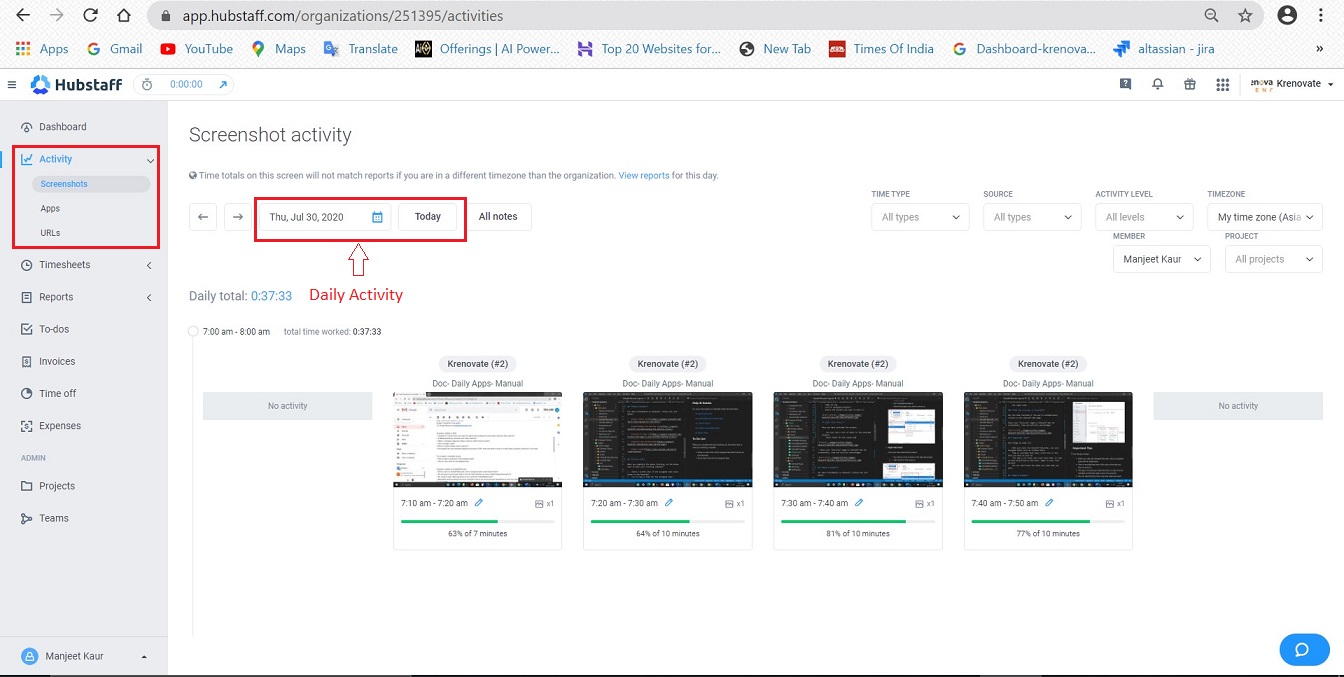 app.hubstaff.com/organizations/251395/activities
Apps
Gmail
YouTube
Maps
Translate
Offerings | AI Power...
Top 20 Websites for...
New Tab
Times Of India
Dashboard-krenova...
altassian - jira
»
Hubstaff
0:00:00
Krenovate
Dashboard
Activity
Screenshots
Apps
URLs
Timesheets
Reports
To-dos
Invoices
Time off
Expenses
ADMIN
Projects
Teams
Manjeet Kaur
Screenshot activity
Time totals on this screen will not match reports if you are in a different timezone than the organization. View reports for this day.
Thu, Jul 30, 2020
Today
All notes
TIME TYPE
All types
SOURCE
All types
ACTIVITY LEVEL
All levels
TIMEZONE
My time zone (Asia
MEMBER
Manjeet Kaur
PROJECT
All projects
Daily total: 0:37:33
Daily Activity
7:00 am - 8:00 am total time worked: 0:37:33
No activity
Krenovate (#2)
Doc- Daily Apps- Manual
7:10 am - 7:20 am
x1
63% of 7 minutes
Krenovate (#2)
Doc- Daily Apps- Manual
7:20 am - 7:30 am
x1
64% of 10 minutes
Krenovate (#2)
Doc- Daily Apps- Manual
7:30 am - 7:40 am
x1
81% of 10 minutes
Krenovate (#2)
Doc- Daily Apps- Manual
7:40 am - 7:50 am
x1
77% of 10 minutes
No activity